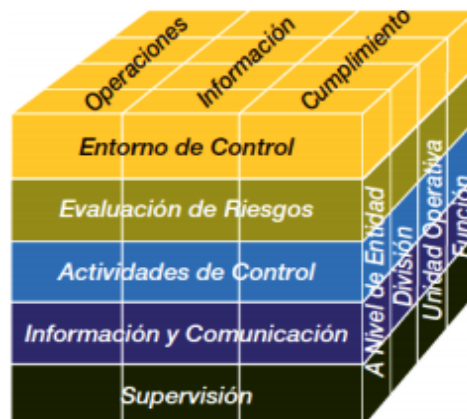 Operaciones
Información
Cumplimiento
Entorno de Control
Evaluación de Riesgos
Actividades de Control
Información y Comunicación
Supervisión
A Nivel de Entidad
División
Unidad Operativa
Función